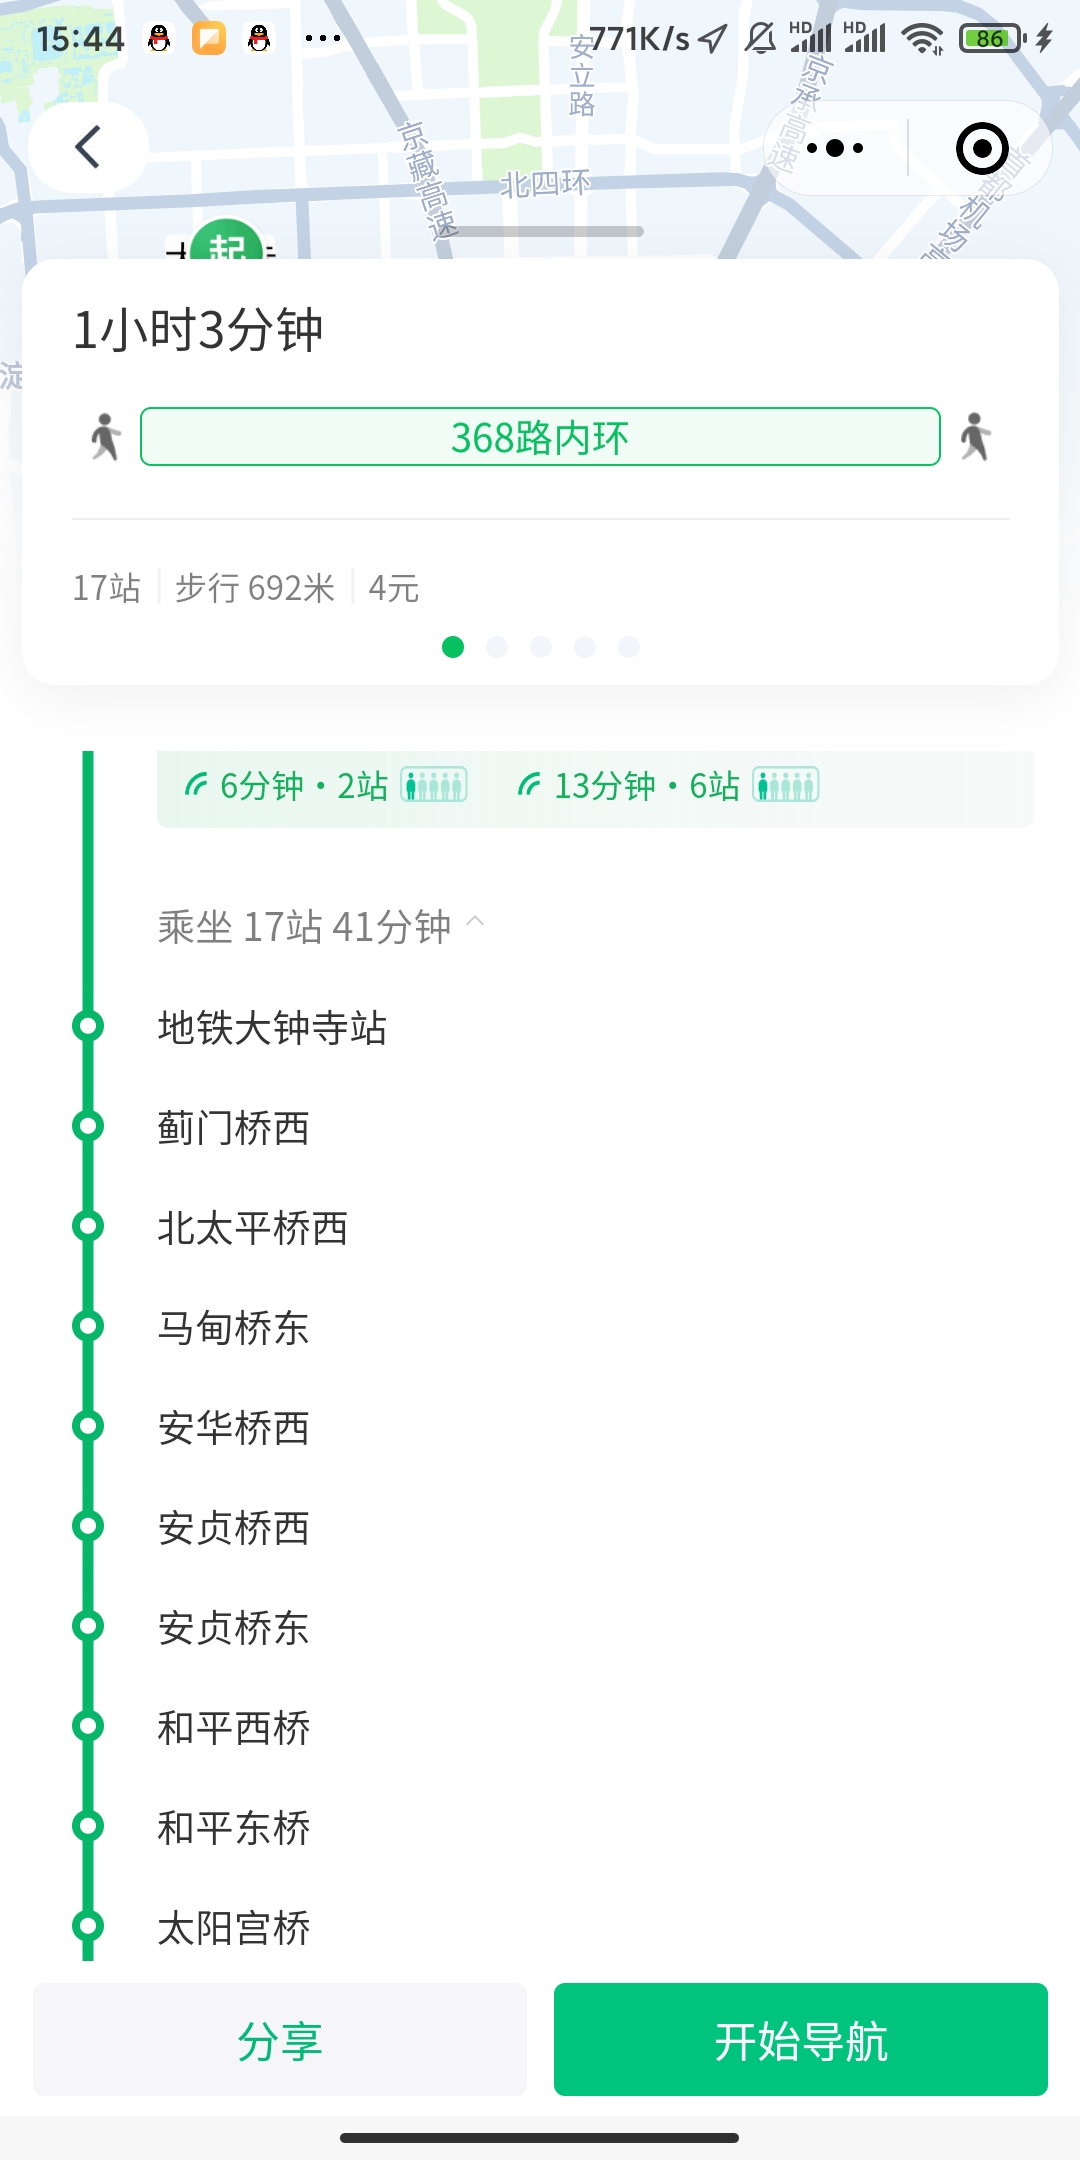 15:44
771K/s
HD
HD
86
安立路
京承高速
京藏高速
北四环
首都机场高
起
淀
1小时3分钟
368路内环
17站 步行 692米 4元
6分钟·2站 13分钟·6站
乘坐 17站 41分钟
地铁大钟寺站
蓟门桥西
北太平桥西
马甸桥东
安华桥西
安贞桥西
安贞桥东
和平西桥
和平东桥
太阳宫桥
分享
开始导航